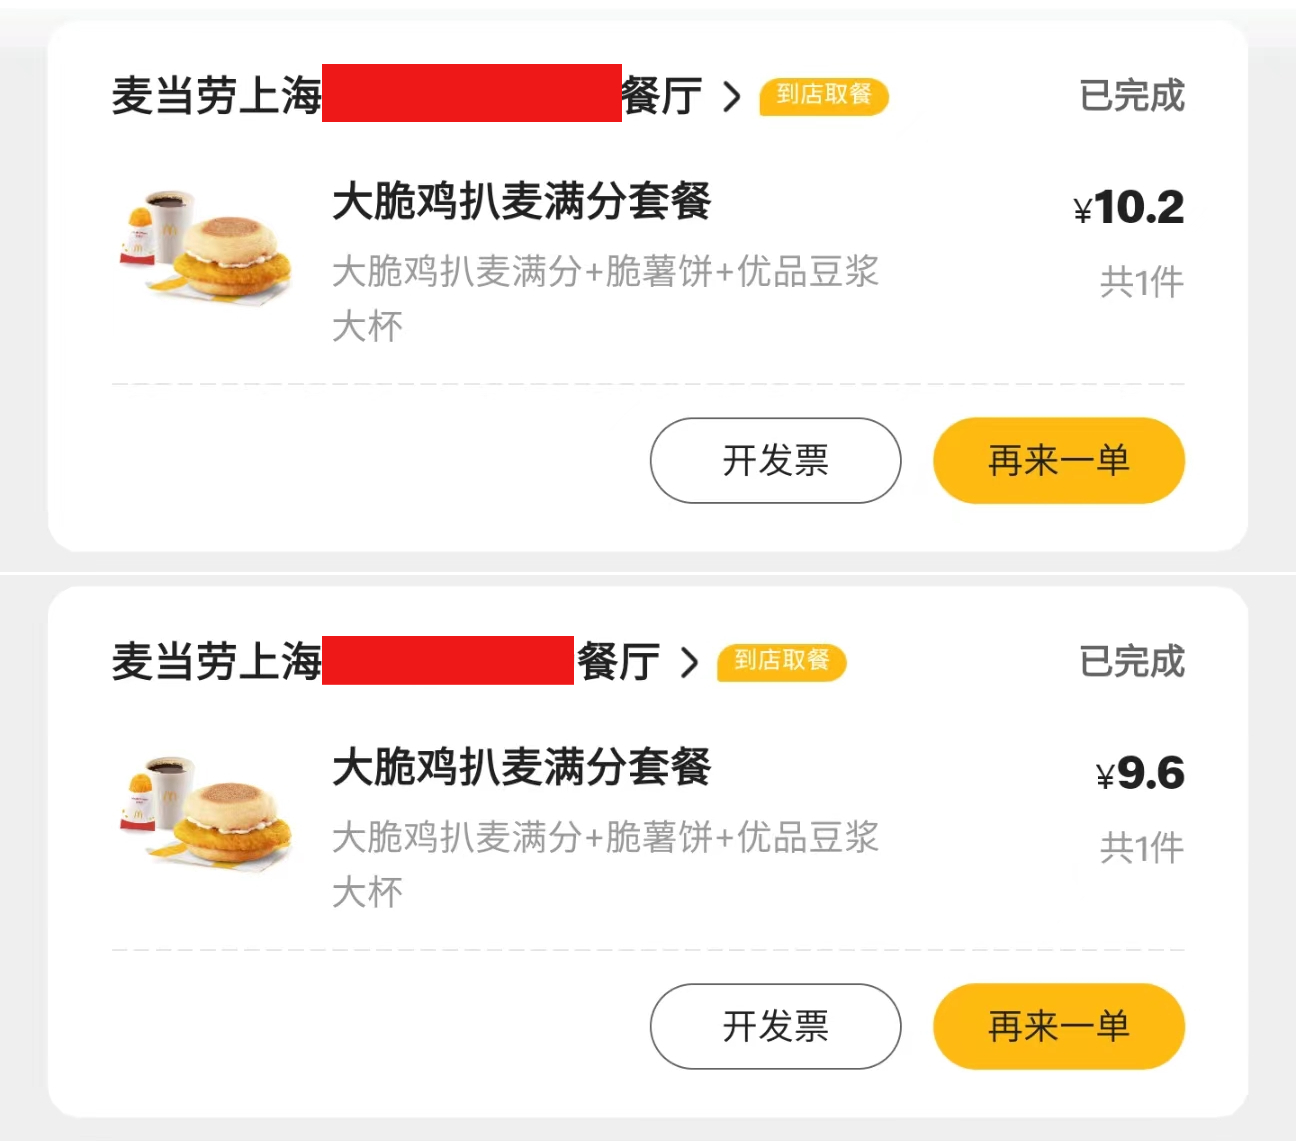 麦当劳上海 餐厅 > 到店取餐 已完成
大脆鸡扒麦满分套餐 ¥10.2
大脆鸡扒麦满分+脆薯饼+优品豆浆 共1件
大杯
开发票 再来一单
麦当劳上海 餐厅 > 到店取餐 已完成
大脆鸡扒麦满分套餐 ¥9.6
大脆鸡扒麦满分+脆薯饼+优品豆浆 共1件
大杯
开发票 再来一单